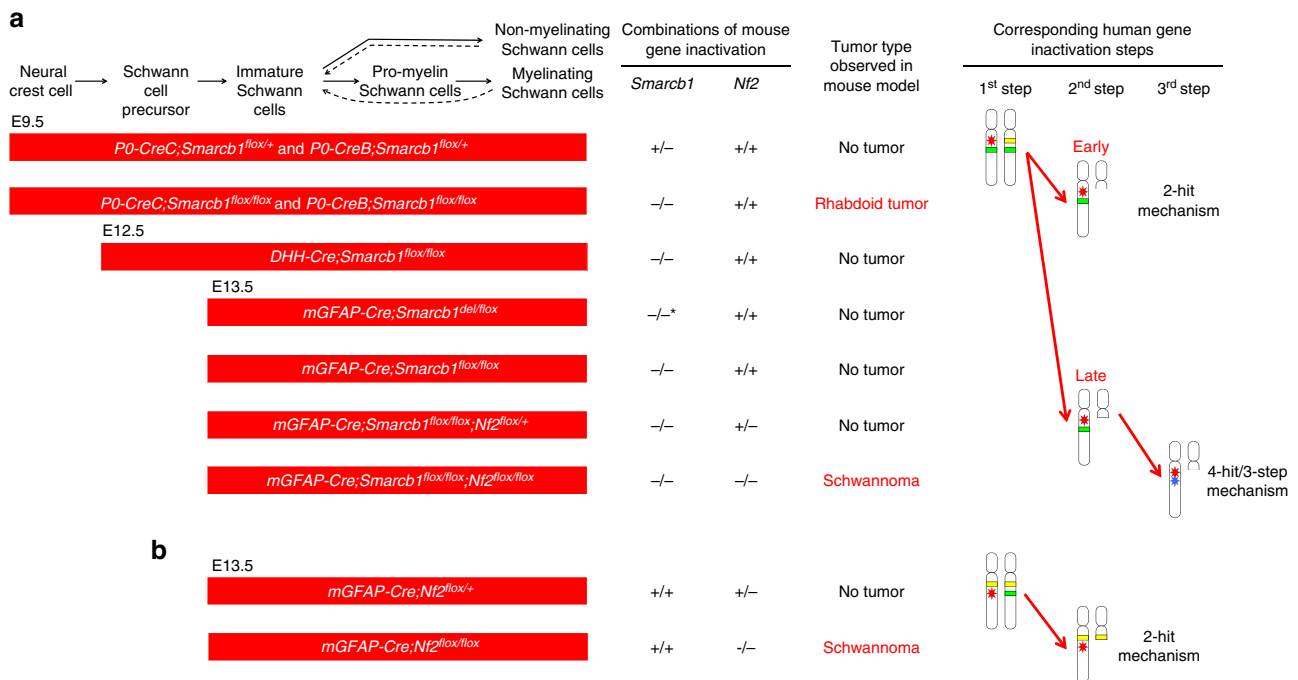 a
Neural
crest cell
Schwann
cell
precursor
Immature
Schwann
cells
Pro-myelin
Schwann cells
Non-myelinating
Schwann cells
Myelinating
Schwann cells
Combinations of mouse
gene inactivation
Smarcb1 Nf2
Tumor type
observed in
mouse model
Corresponding human gene
inactivation steps
1st step 2nd step 3rd step
E9.5
P0-CreC;Smarcb1flox/+ and P0-CreB;Smarcb1flox/+ +/– +/+ No tumor
Early
2-hit
mechanism
P0-CreC;Smarcb1flox/flox and P0-CreB;Smarcb1flox/flox –/– +/+ Rhabdoid tumor
E12.5
DHH-Cre;Smarcb1flox/flox –/– +/+ No tumor
E13.5
mGFAP-Cre;Smarcb1del/flox –/–* +/+ No tumor
mGFAP-Cre;Smarcb1flox/flox –/– +/+ No tumor
Late
mGFAP-Cre;Smarcb1flox/flox;Nf2flox/+ –/– +/– No tumor
mGFAP-Cre;Smarcb1flox/flox;Nf2flox/flox –/– –/– Schwannoma
4-hit/3-step
mechanism
b
E13.5
mGFAP-Cre;Nf2flox/+ +/+ +/– No tumor
mGFAP-Cre;Nf2flox/flox +/+ -/– Schwannoma
2-hit
mechanism